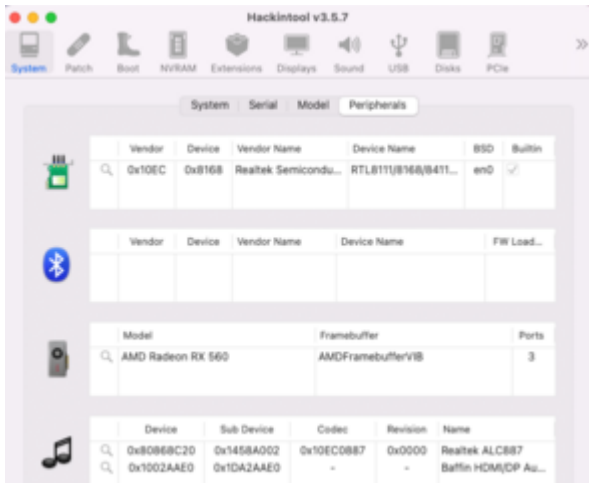 Hackintool v3.5.7
System Patch Boot NVRAM Extensions Displays Sound USB Disks PCIe
System Serial Model Peripherals
Vendor Device Vendor Name Device Name BSD Builtin
0x10EC 0x8168 Realtek Semicondu... RTL8111/8168/8411... en0
Vendor Device Vendor Name Device Name FW Load...
Model Framebuffer Ports
AMD Radeon RX 560 AMDFramebufferVIB 3
Device Sub Device Codec Revision Name
0x80868C20 0x1458A002 0x10EC0887 0x0000 Realtek ALC887
0x1002AAE0 0x1DA2AAE0 - - Baffin HDMI/DP Au...